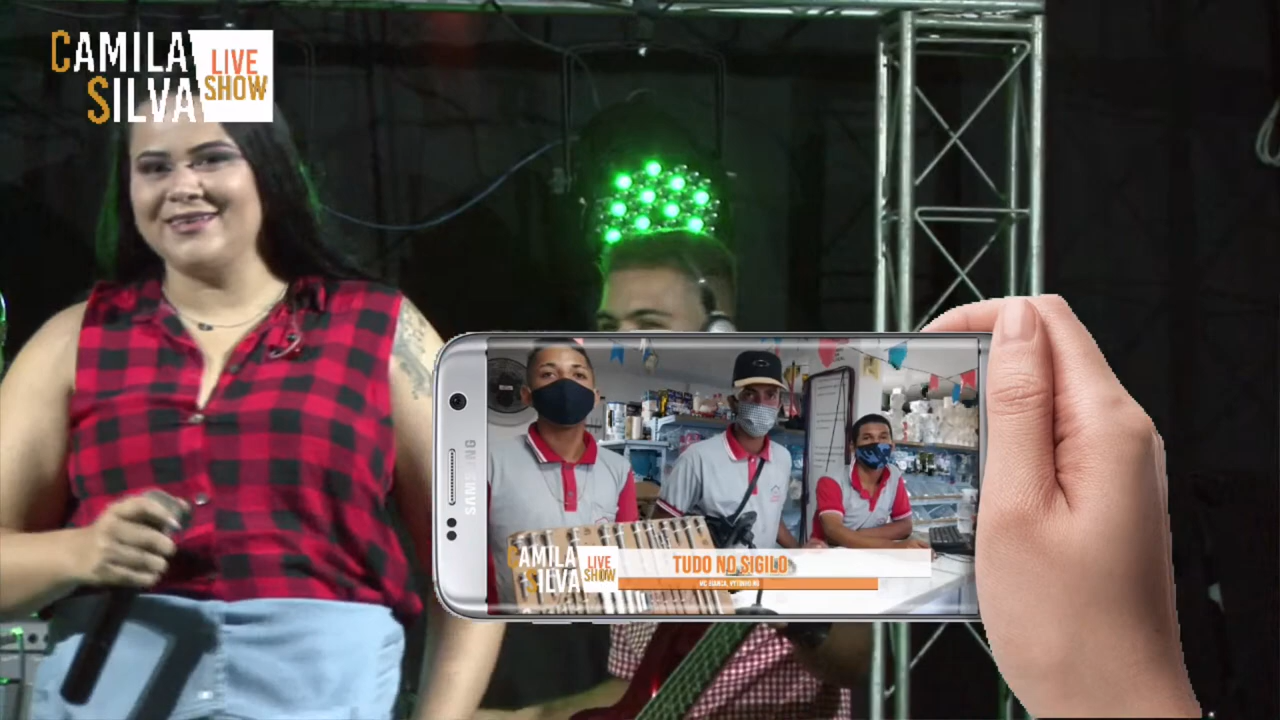 CAMILA
SILVA
LIVE
SHOW
SAMSUNG
CAMILA
SILVA
LIVE
SHOW
TUDO NO SIGILO